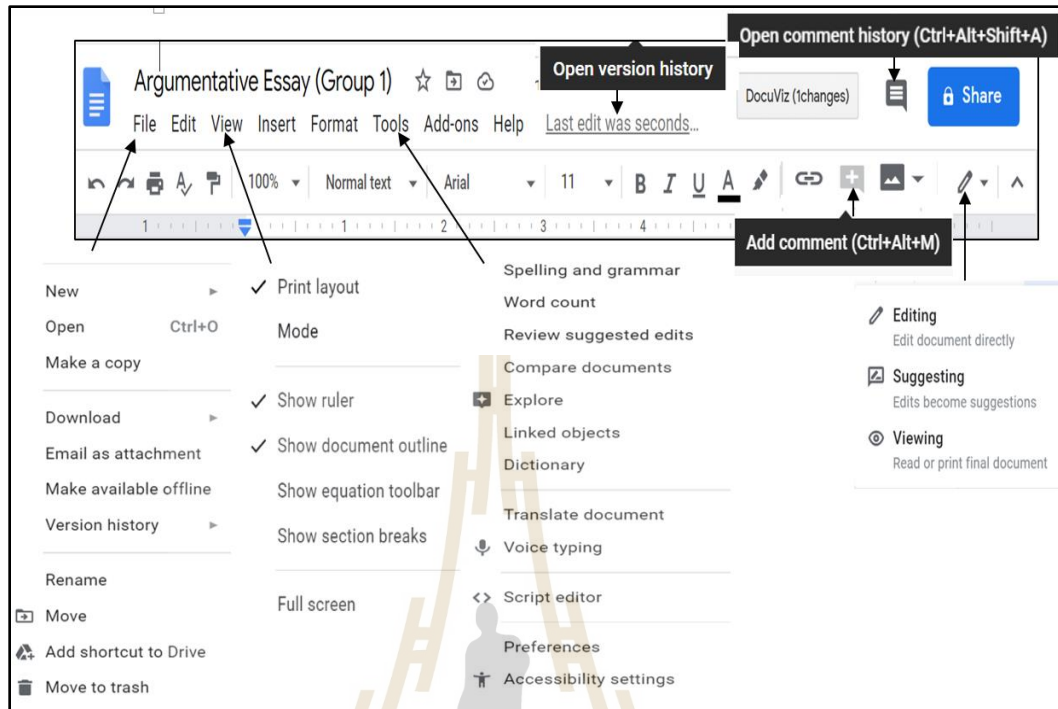 Open comment history (Ctrl+Alt+Shift+A)
Open version history
Argumentative Essay (Group 1)
DocuViz (1changes)
Share
File Edit View Insert Format Tools Add-ons Help Last edit was seconds...
100% Normal text Arial 11 B I U A
1 1 2 3 4
Add comment (Ctrl+Alt+M)
New
Open Ctrl+O
Make a copy
Download
Email as attachment
Make available offline
Version history
Rename
Move
Add shortcut to Drive
Move to trash
Print layout
Mode
Show ruler
Show document outline
Show equation toolbar
Show section breaks
Full screen
Spelling and grammar
Word count
Review suggested edits
Compare documents
Explore
Linked objects
Dictionary
Translate document
Voice typing
Script editor
Preferences
Accessibility settings
Editing
Edit document directly
Suggesting
Edits become suggestions
Viewing
Read or print final document